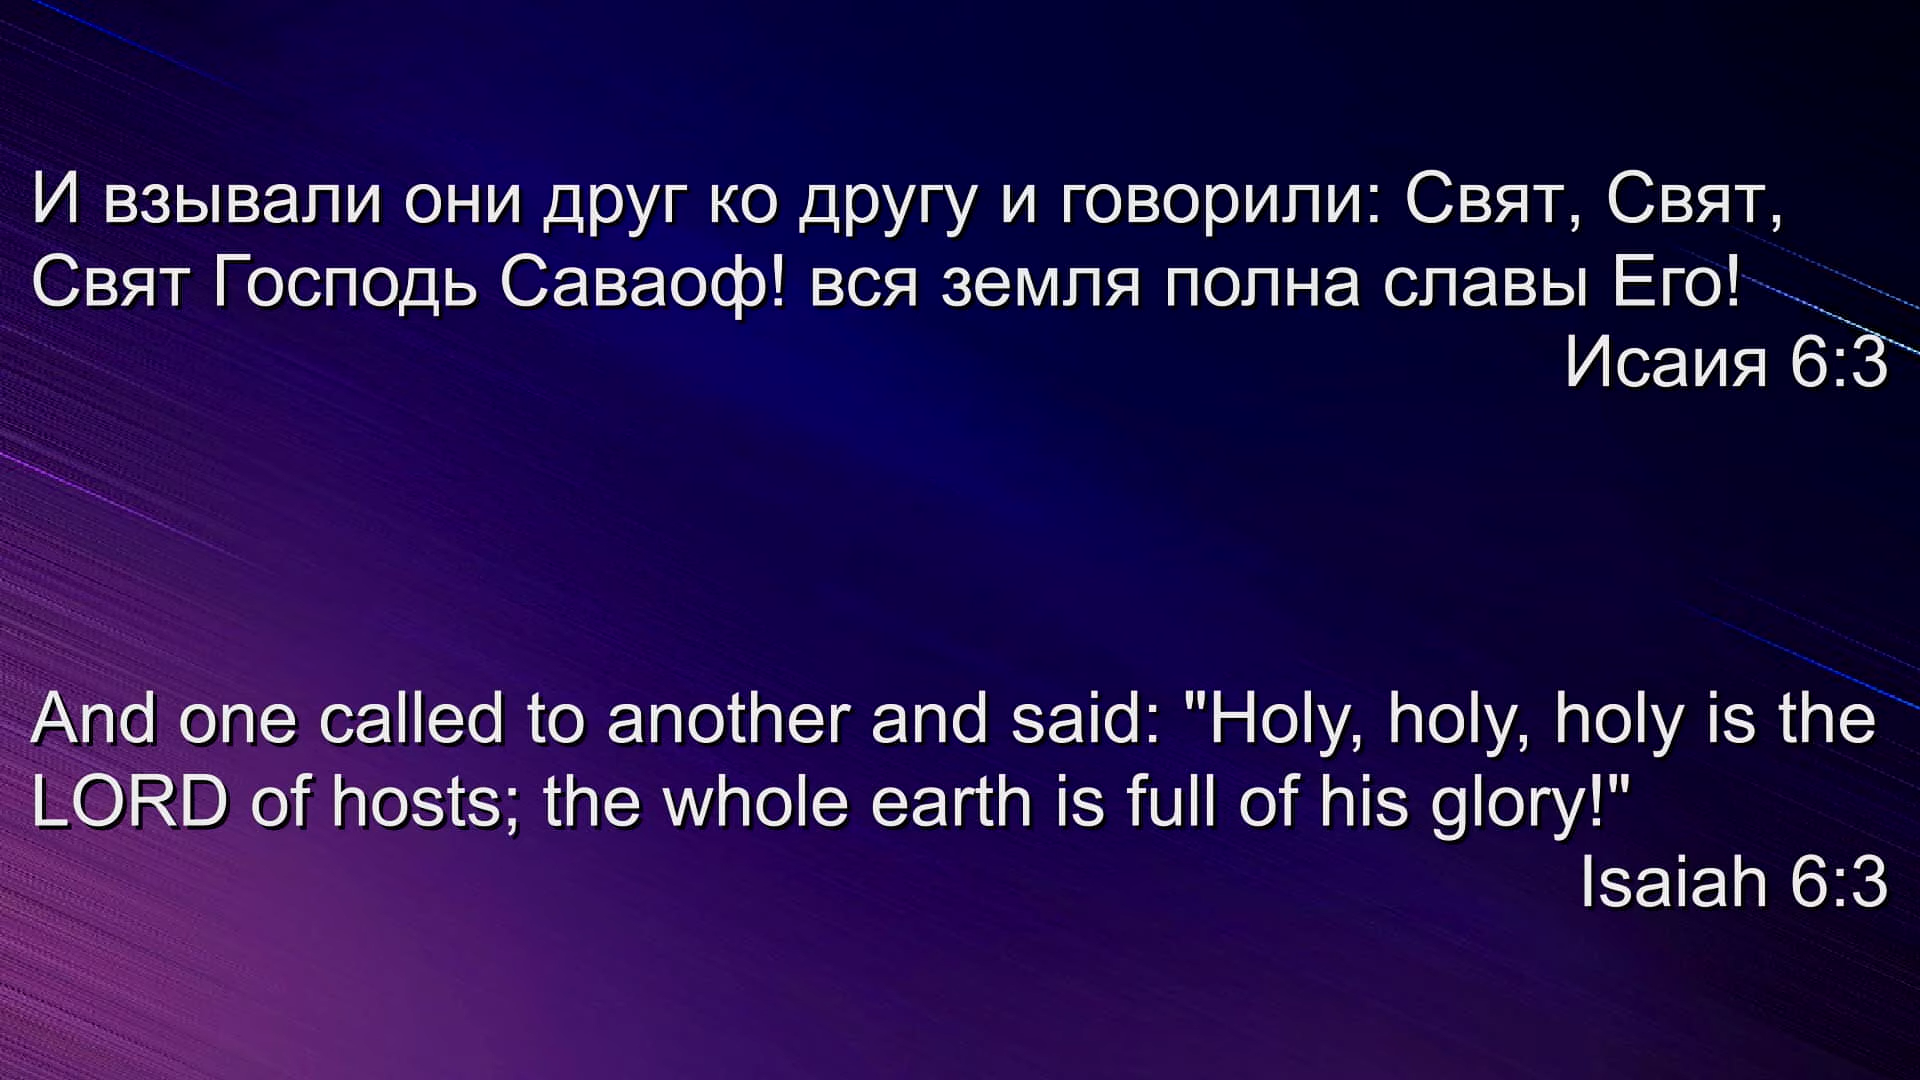 И взывали они друг ко другу и говорили: Свят, Свят,
Свят Господь Саваоф! вся земля полна славы Его!
Исаия 6:3
And one called to another and said: "Holy, holy, holy is the
LORD of hosts; the whole earth is full of his glory!"
Isaiah 6:3